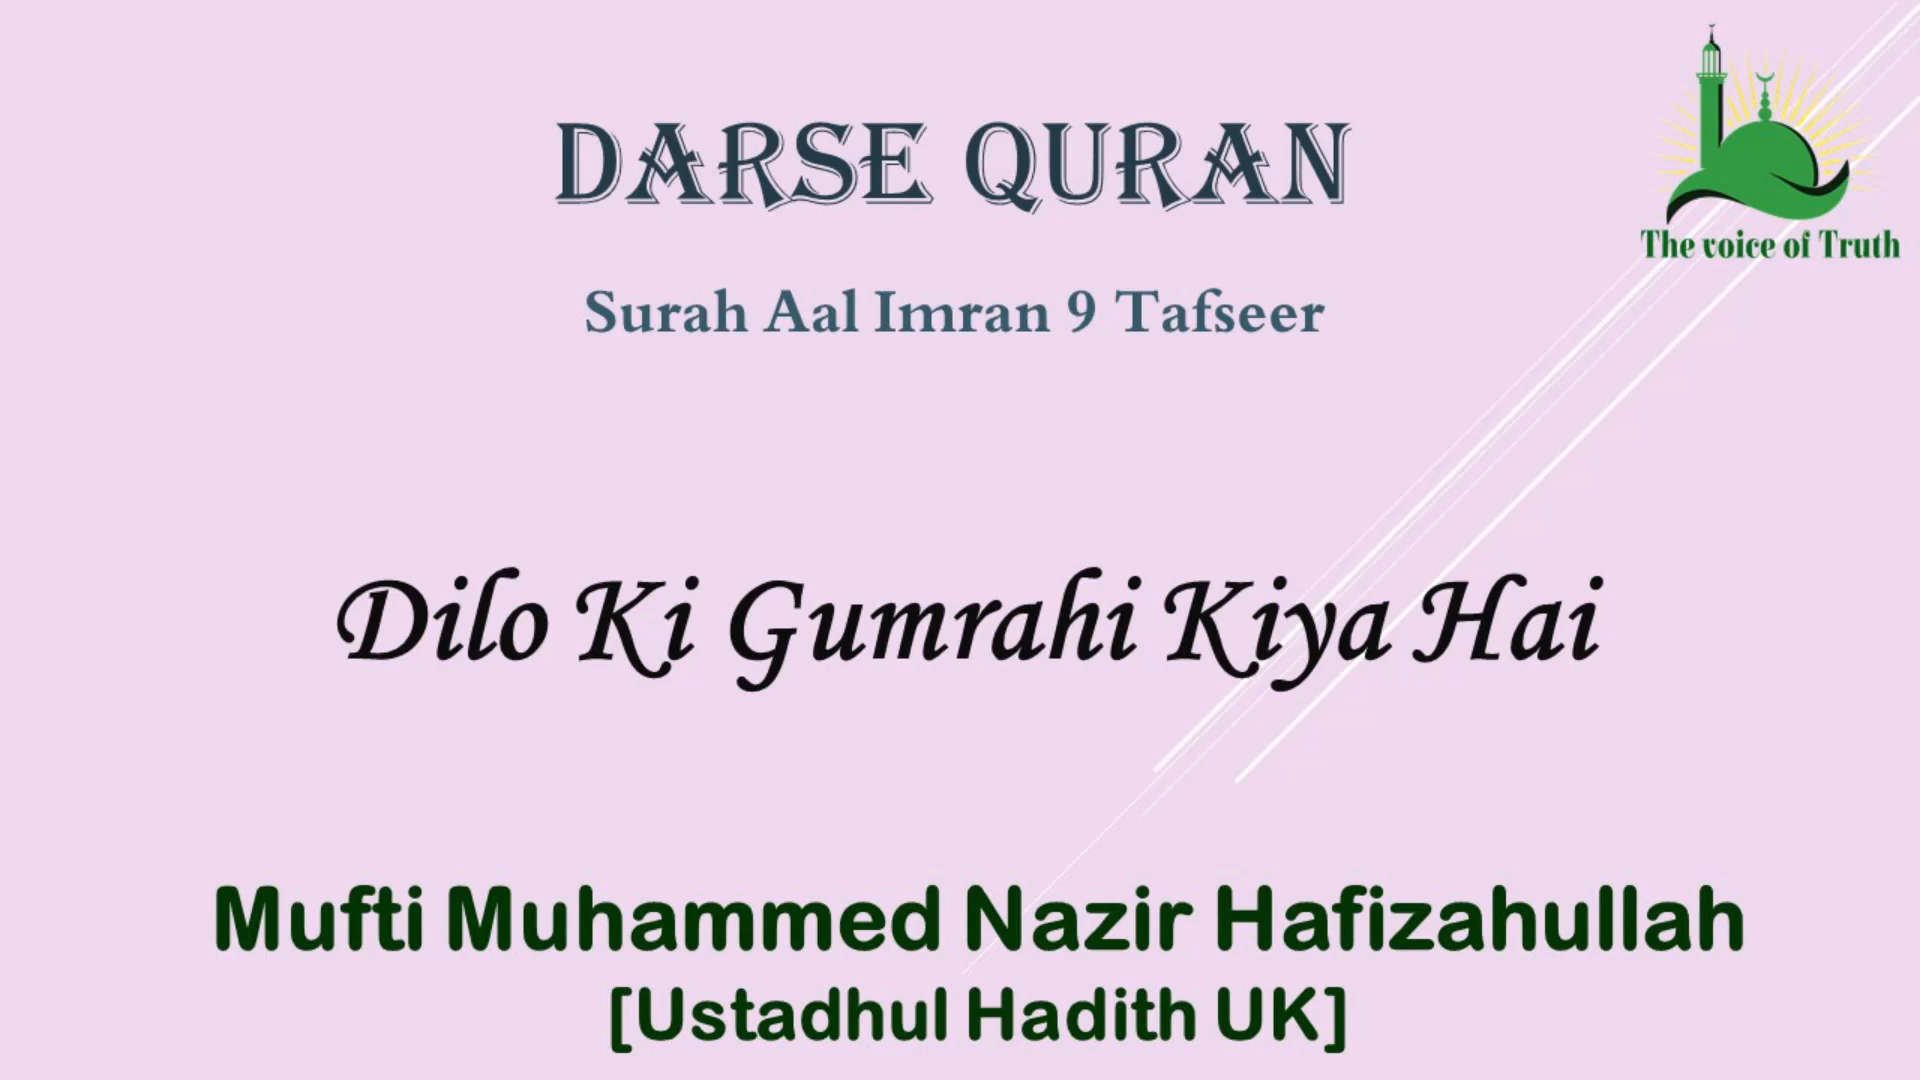 DARSE QURAN
The voice of Truth
Surah Aal Imran 9 Tafseer
Dilo Ki Gumrahi Kiya Hai
Mufti Muhammed Nazir Hafizahullah
[Ustadhul Hadith UK]